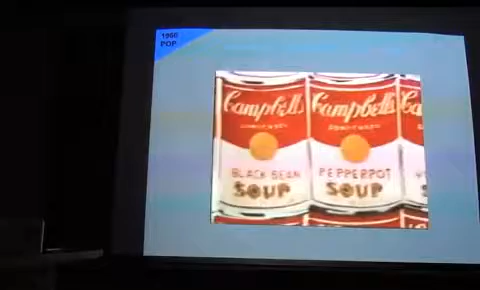 1960
POP
Campbell's Campbell's Ca
CONDENSED CONDENSED
BLACK BEAN PEPPERPOT
SOUP SOUP S